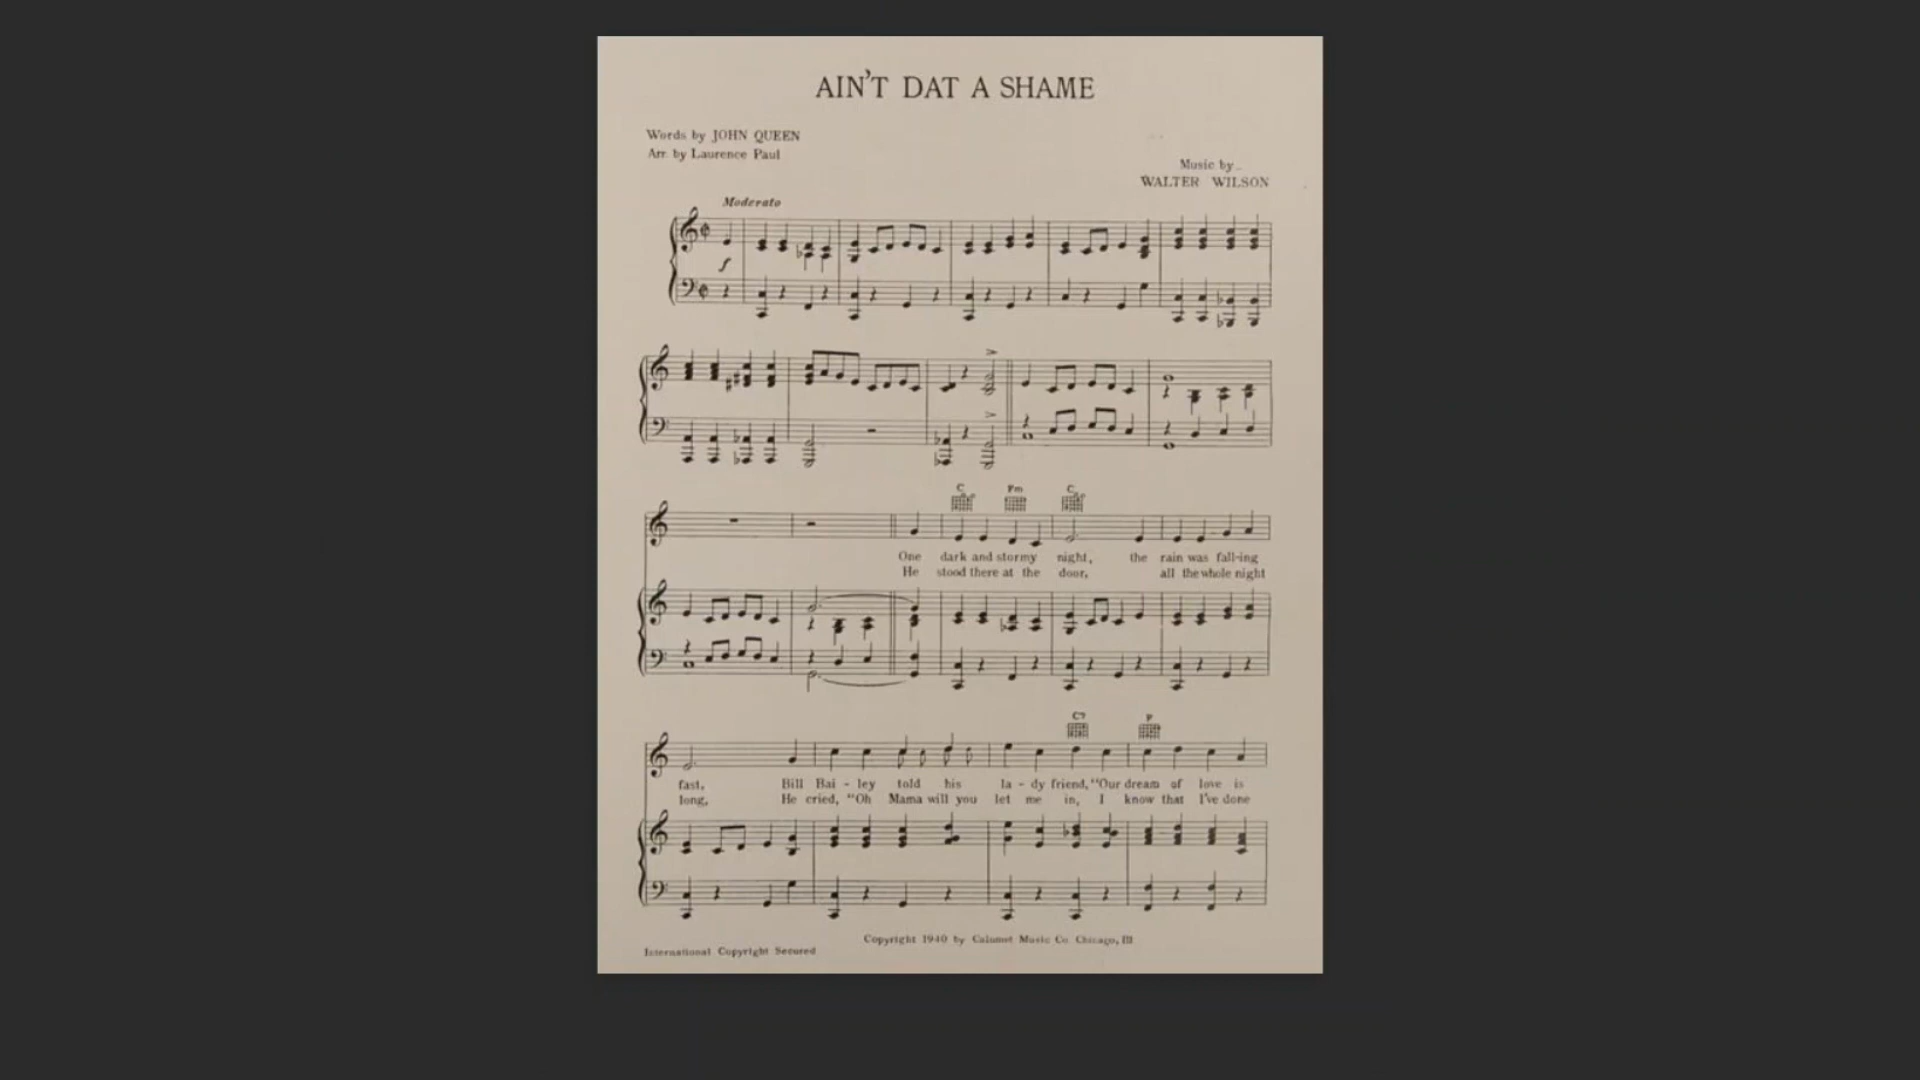 AIN'T DAT A SHAME
Words by JOHN QUEEN
Arr. by Laurence Paul
Music by
WALTER WILSON
Moderato
f
C Fm C
One dark and stormy night, the rain was fall-ing
He stood there at the door, all the whole night
C7 F
fast, Bill Bai - ley told his la - dy friend, "Our dream of love is
long, He cried, "Oh Mama will you let me in, I know that I've done
Copyright 1940 by Calumet Music Co. Chicago, Ill
International Copyright Secured